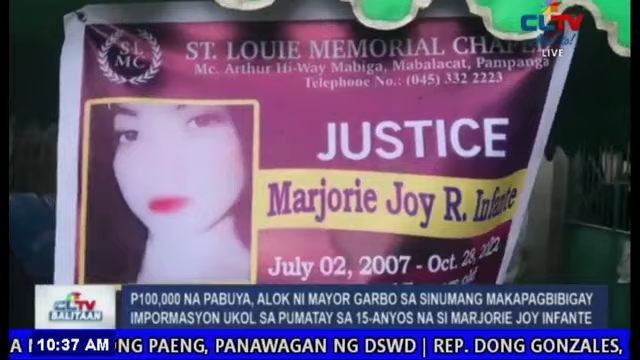 CLTV
LIVE
SLMC
ST. LOUIE MEMORIAL CHAPEL
Mc. Arthur Hi-Way Mabiga, Mabalacat, Pampanga
Telephone No.: (045) 332 2223
JUSTICE
Marjorie Joy R. Infante
July 02, 2007 - Oct. 28, 2022
CLTV BALITAAN
P100,000 NA PABUYA, ALOK NI MAYOR GARBO SA SINUMANG MAKAPAGBIBIGAY
IMPORMASYON UKOL SA PUMATAY SA 15-ANYOS NA SI MARJORIE JOY INFANTE
10:37 AM
NG PAENG, PANAWAGAN NG DSWD | REP. DONG GONZALES,